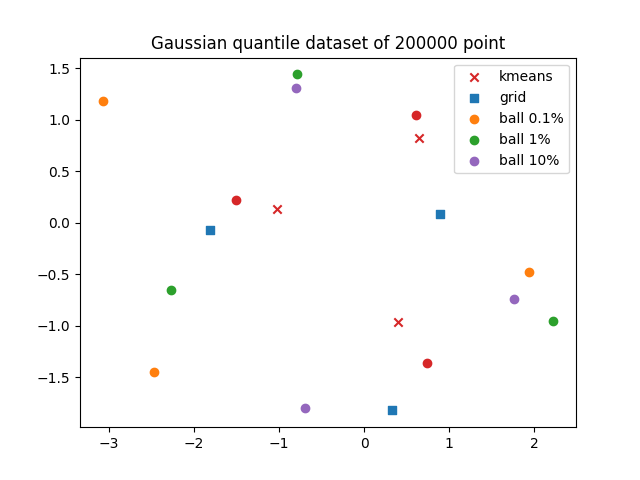 Gaussian quantile dataset of 200000 point
1.5
1.0
0.5
0.0
−0.5
−1.0
−1.5
−3
−2
−1
0
1
2
kmeans
grid
ball 0.1%
ball 1%
ball 10%